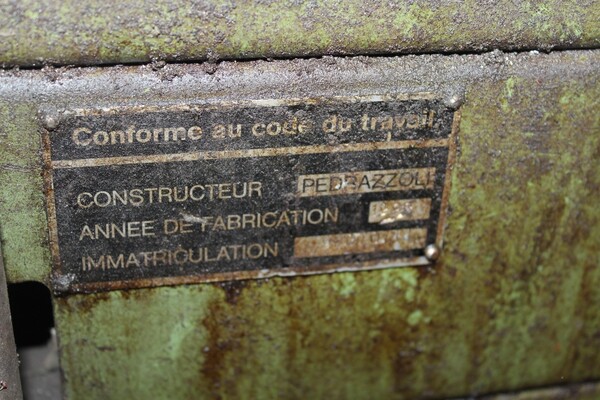 Conforme au code du travail
CONSTRUCTEUR PEDRAZZOLI
ANNEE DE FABRICATION
IMMATRICULATION